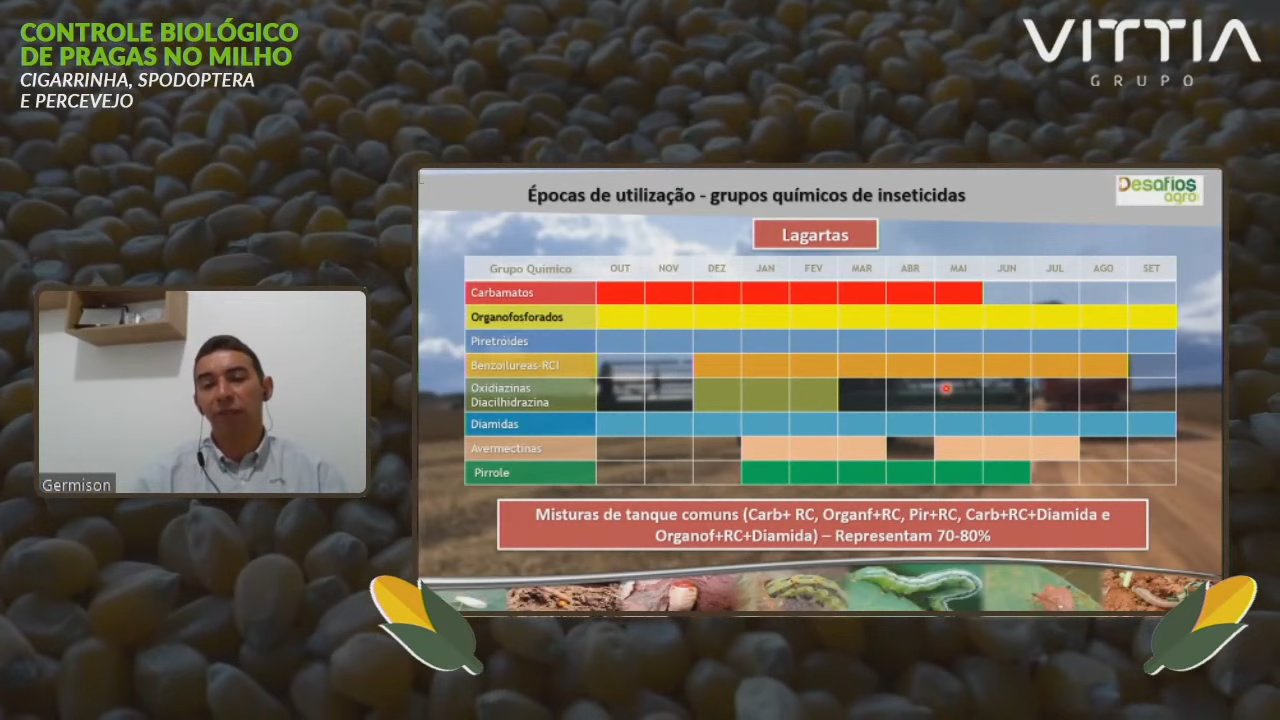 CONTROLE BIOLÓGICO
DE PRAGAS NO MILHO
CIGARRINHA, SPODOPTERA
E PERCEVEJO
VITTIA
GRUPO
Épocas de utilização - grupos químicos de inseticidas
Desafios
agro
Lagartas
Grupo Químico OUT NOV DEZ JAN FEV MAR ABR MAI JUN JUL AGO SET
Carbamatos
Organofosforados
Piretróides
Benzoilureas-RCI
Oxidiazinas
Diacilhidrazina
Diamidas
Avermectinas
Pirrole
Misturas de tanque comuns (Carb+ RC, Organf+RC, Pir+RC, Carb+RC+Diamida e
Organof+RC+Diamida) – Representam 70-80%
Germison